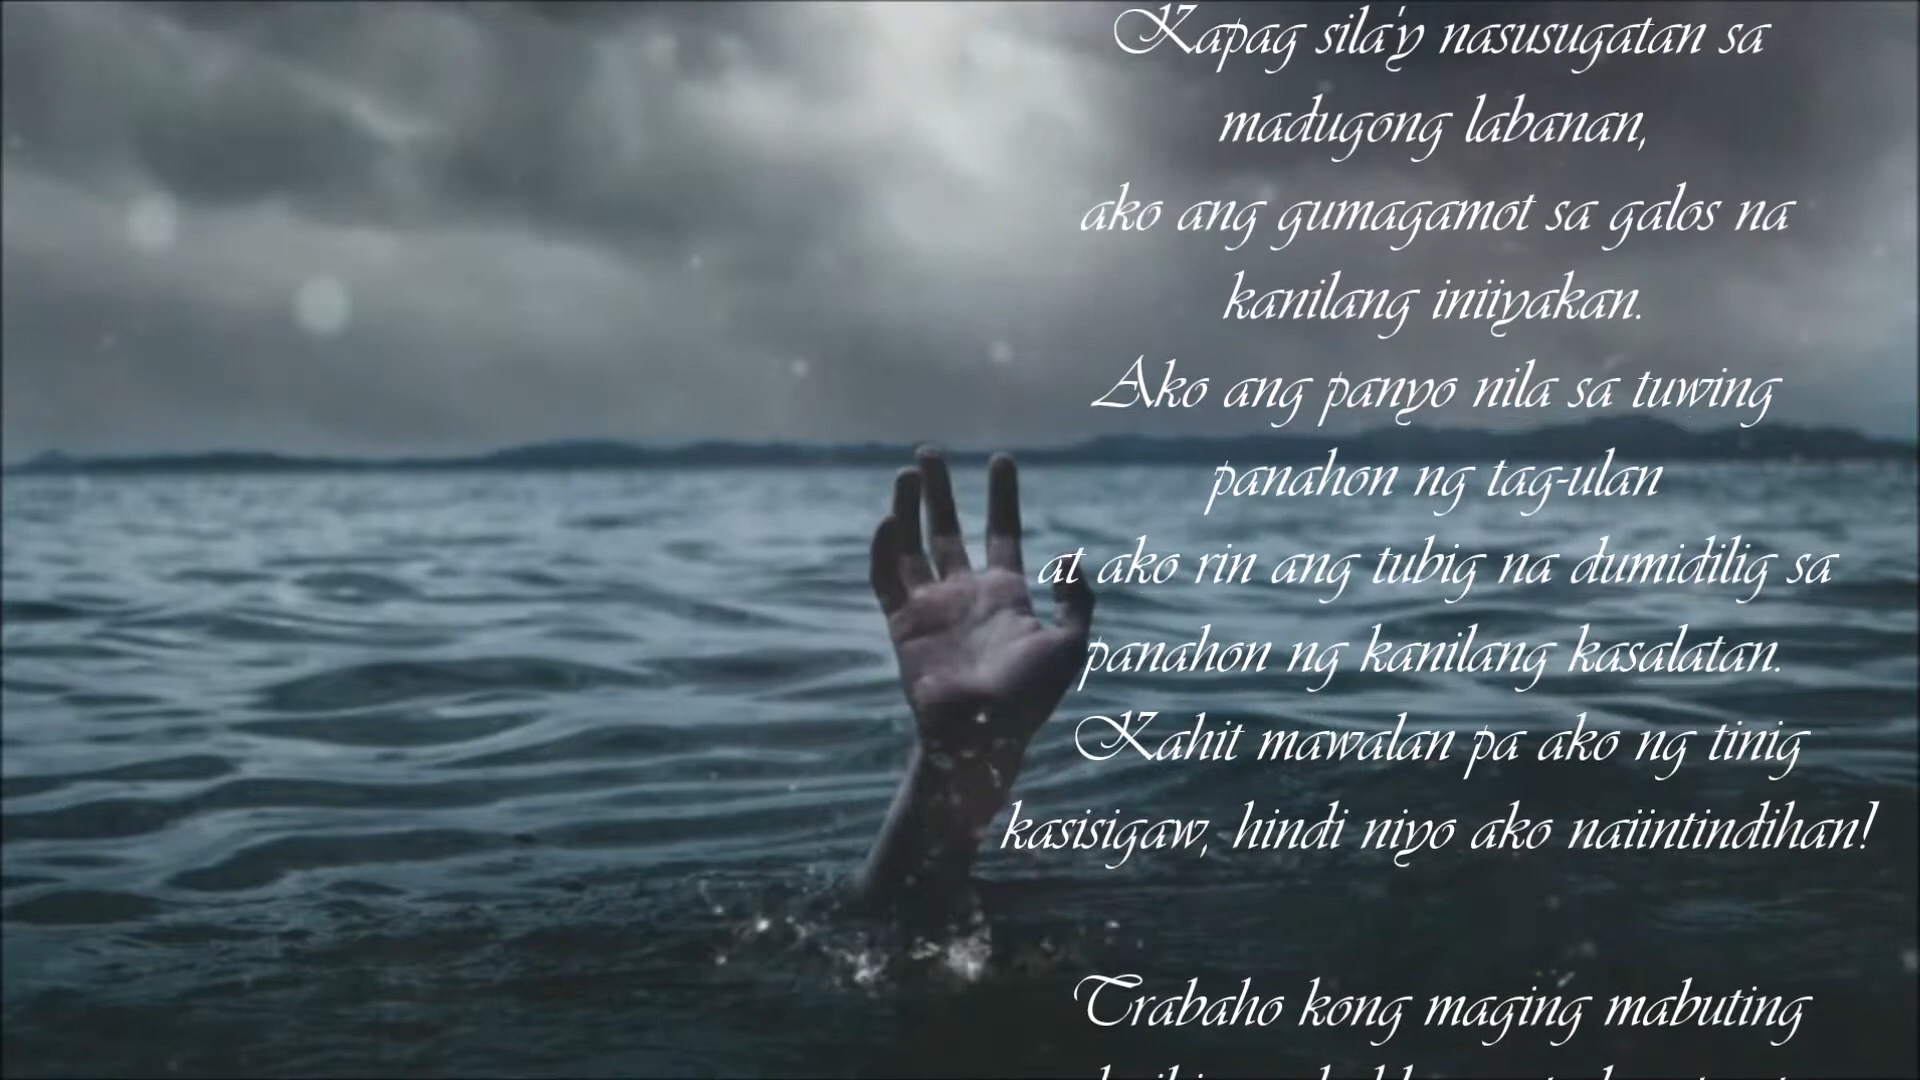 Kapag sila'y nasusugatan sa
madugong labanan,
ako ang gumagamot sa galos na
kanilang iniiyakan.
Ako ang panyo nila sa tuwing
panahon ng tag-ulan
at ako rin ang tubig na dumidilig sa
panahon ng kanilang kasalatan.
Kahit mawalan pa ako ng tinig
kasisigaw, hindi niyo ako naiintindihan!
Trabaho kong maging mabuting